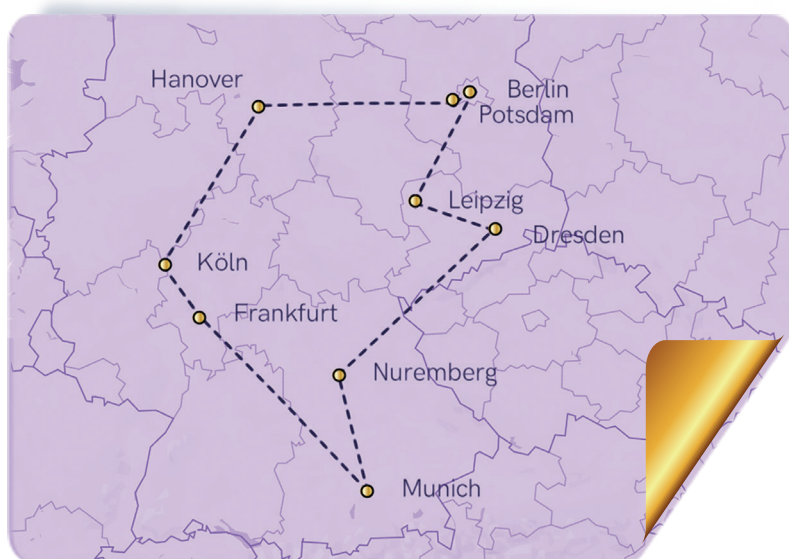 Hanover
Berlin
Potsdam
Leipzig
Dresden
Köln
Frankfurt
Nuremberg
Munich